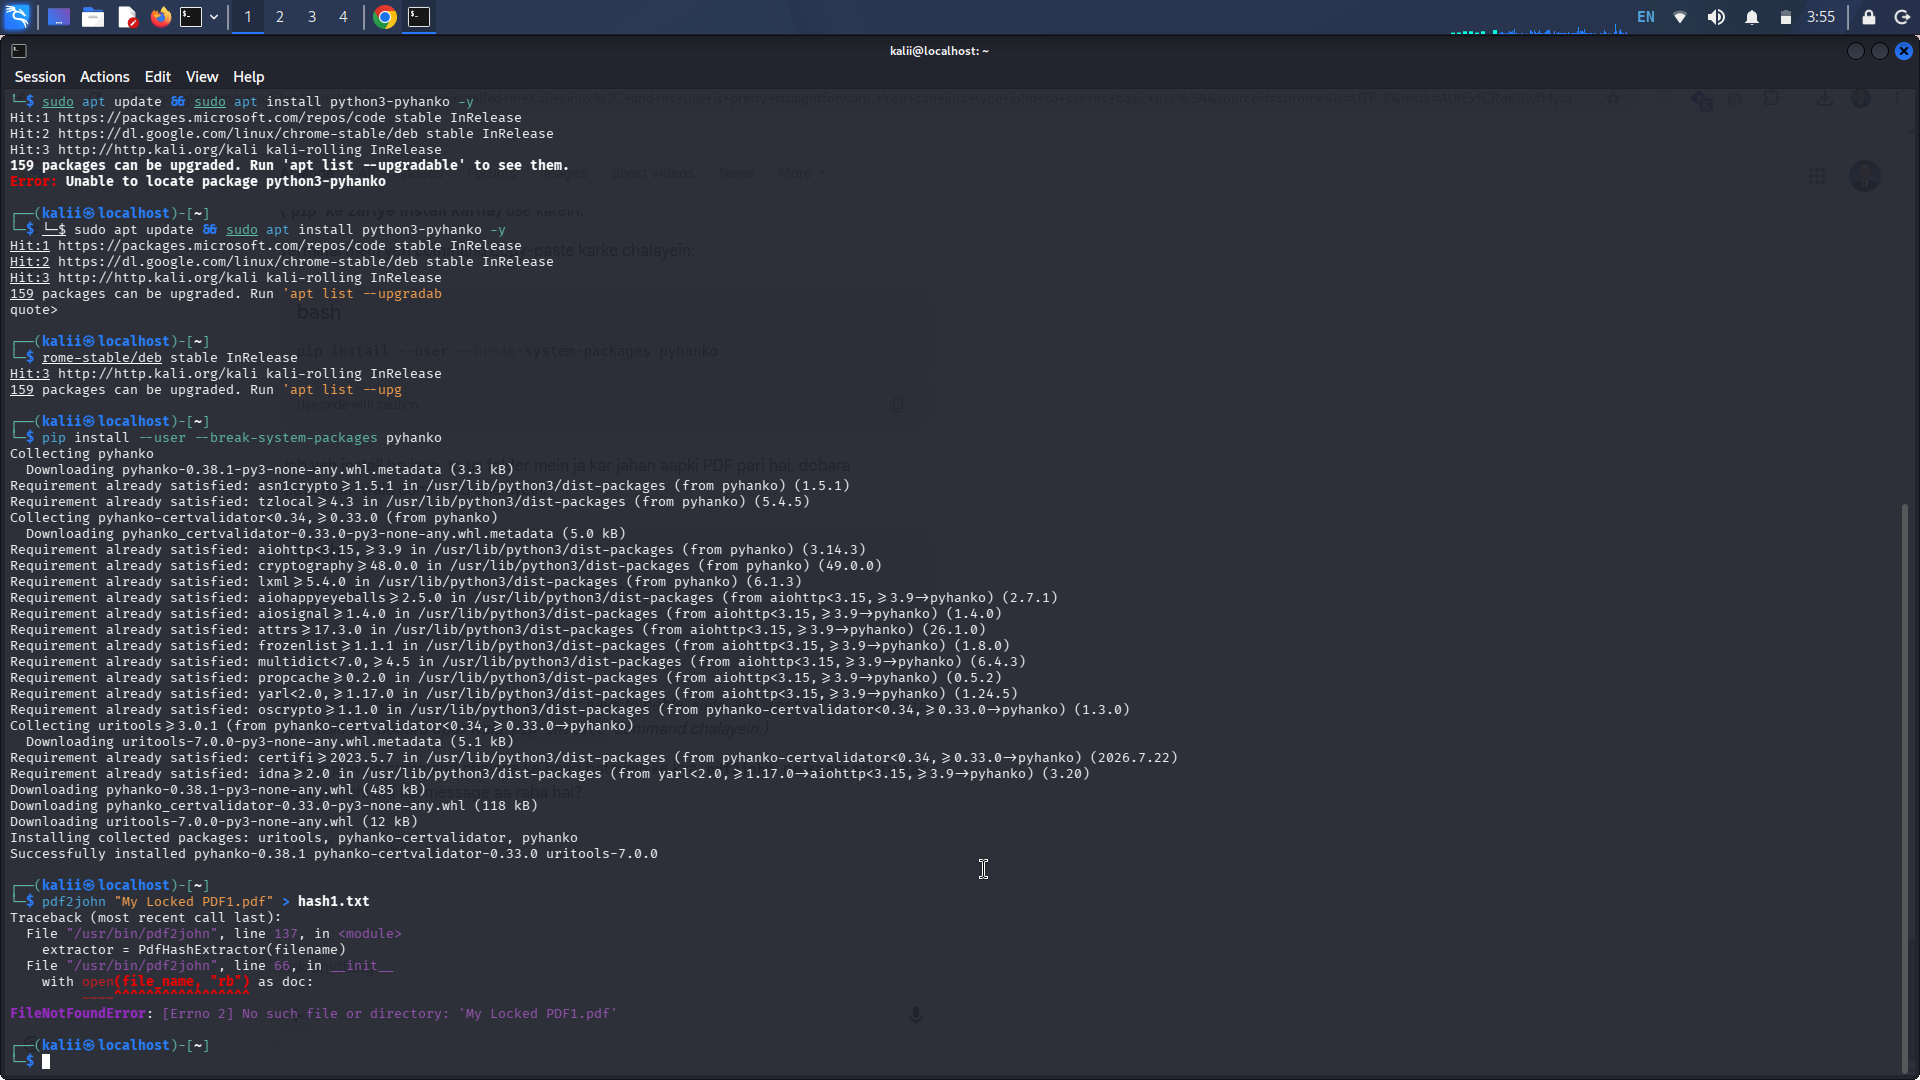 1 2 3 4 EN 3:55
kalii@localhost: ~
Session Actions Edit View Help
└─$ sudo apt update && sudo apt install python3-pyhanko -y
Hit:1 https://packages.microsoft.com/repos/code stable InRelease
Hit:2 https://dl.google.com/linux/chrome-stable/deb stable InRelease
Hit:3 http://http.kali.org/kali kali-rolling InRelease
159 packages can be upgraded. Run 'apt list --upgradable' to see them.
Error: Unable to locate package python3-pyhanko
Short videos News More
┌──(kalii㉿localhost)-[~]
└─$ └─$ sudo apt update && sudo apt install python3-pyhanko -y
Hit:1 https://packages.microsoft.com/repos/code stable InRelease
Hit:2 https://dl.google.com/linux/chrome-stable/deb stable InRelease
Hit:3 http://http.kali.org/kali kali-rolling InRelease
159 packages can be upgraded. Run 'apt list --upgradab
quote>
bash
┌──(kalii㉿localhost)-[~]
└─$ rome-stable/deb stable InRelease
pip install --user --break-system-packages pyhanko
Hit:3 http://http.kali.org/kali kali-rolling InRelease
159 packages can be upgraded. Run 'apt list --upg
Use code with caution.
┌──(kalii㉿localhost)-[~]
└─$ pip install --user --break-system-packages pyhanko
Collecting pyhanko
  Downloading pyhanko-0.38.1-py3-none-any.whl.metadata (3.3 kB)
Requirement already satisfied: asn1crypto>=1.5.1 in /usr/lib/python3/dist-packages (from pyhanko) (1.5.1)
Requirement already satisfied: tzlocal>=4.3 in /usr/lib/python3/dist-packages (from pyhanko) (5.4.5)
Collecting pyhanko-certvalidator<0.34,>=0.33.0 (from pyhanko)
  Downloading pyhanko_certvalidator-0.33.0-py3-none-any.whl.metadata (5.0 kB)
Requirement already satisfied: aiohttp<3.15,>=3.9 in /usr/lib/python3/dist-packages (from pyhanko) (3.14.3)
Requirement already satisfied: cryptography>=48.0.0 in /usr/lib/python3/dist-packages (from pyhanko) (49.0.0)
Requirement already satisfied: lxml>=5.4.0 in /usr/lib/python3/dist-packages (from pyhanko) (6.1.3)
Requirement already satisfied: aiohappyeyeballs>=2.5.0 in /usr/lib/python3/dist-packages (from aiohttp<3.15,>=3.9->pyhanko) (2.7.1)
Requirement already satisfied: aiosignal>=1.4.0 in /usr/lib/python3/dist-packages (from aiohttp<3.15,>=3.9->pyhanko) (1.4.0)
Requirement already satisfied: attrs>=17.3.0 in /usr/lib/python3/dist-packages (from aiohttp<3.15,>=3.9->pyhanko) (26.1.0)
Requirement already satisfied: frozenlist>=1.1.1 in /usr/lib/python3/dist-packages (from aiohttp<3.15,>=3.9->pyhanko) (1.8.0)
Requirement already satisfied: multidict<7.0,>=4.5 in /usr/lib/python3/dist-packages (from aiohttp<3.15,>=3.9->pyhanko) (6.4.3)
Requirement already satisfied: propcache>=0.2.0 in /usr/lib/python3/dist-packages (from aiohttp<3.15,>=3.9->pyhanko) (0.5.2)
Requirement already satisfied: yarl<2.0,>=1.17.0 in /usr/lib/python3/dist-packages (from aiohttp<3.15,>=3.9->pyhanko) (1.24.5)
Requirement already satisfied: oscrypto>=1.1.0 in /usr/lib/python3/dist-packages (from pyhanko-certvalidator<0.34,>=0.33.0->pyhanko) (1.3.0)
Collecting uritools>=3.0.1 (from pyhanko-certvalidator<0.34,>=0.33.0->pyhanko)
  Downloading uritools-7.0.0-py3-none-any.whl.metadata (5.1 kB)
Requirement already satisfied: certifi>=2023.5.7 in /usr/lib/python3/dist-packages (from pyhanko-certvalidator<0.34,>=0.33.0->pyhanko) (2026.7.22)
Requirement already satisfied: idna>=2.0 in /usr/lib/python3/dist-packages (from yarl<2.0,>=1.17.0->aiohttp<3.15,>=3.9->pyhanko) (3.20)
Downloading pyhanko-0.38.1-py3-none-any.whl (485 kB)
Downloading pyhanko_certvalidator-0.33.0-py3-none-any.whl (118 kB)
Downloading uritools-7.0.0-py3-none-any.whl (12 kB)
Installing collected packages: uritools, pyhanko-certvalidator, pyhanko
Successfully installed pyhanko-0.38.1 pyhanko-certvalidator-0.33.0 uritools-7.0.0
┌──(kalii㉿localhost)-[~]
└─$ pdf2john "My Locked PDF1.pdf" > hash1.txt
Traceback (most recent call last):
  File "/usr/bin/pdf2john", line 137, in <module>
    extractor = PdfHashExtractor(filename)
  File "/usr/bin/pdf2john", line 66, in __init__
    with open(file_name, "rb") as doc:
         ~~~~^^^^^^^^^^^^^^^^^
FileNotFoundError: [Errno 2] No such file or directory: 'My Locked PDF1.pdf'
┌──(kalii㉿localhost)-[~]
└─$